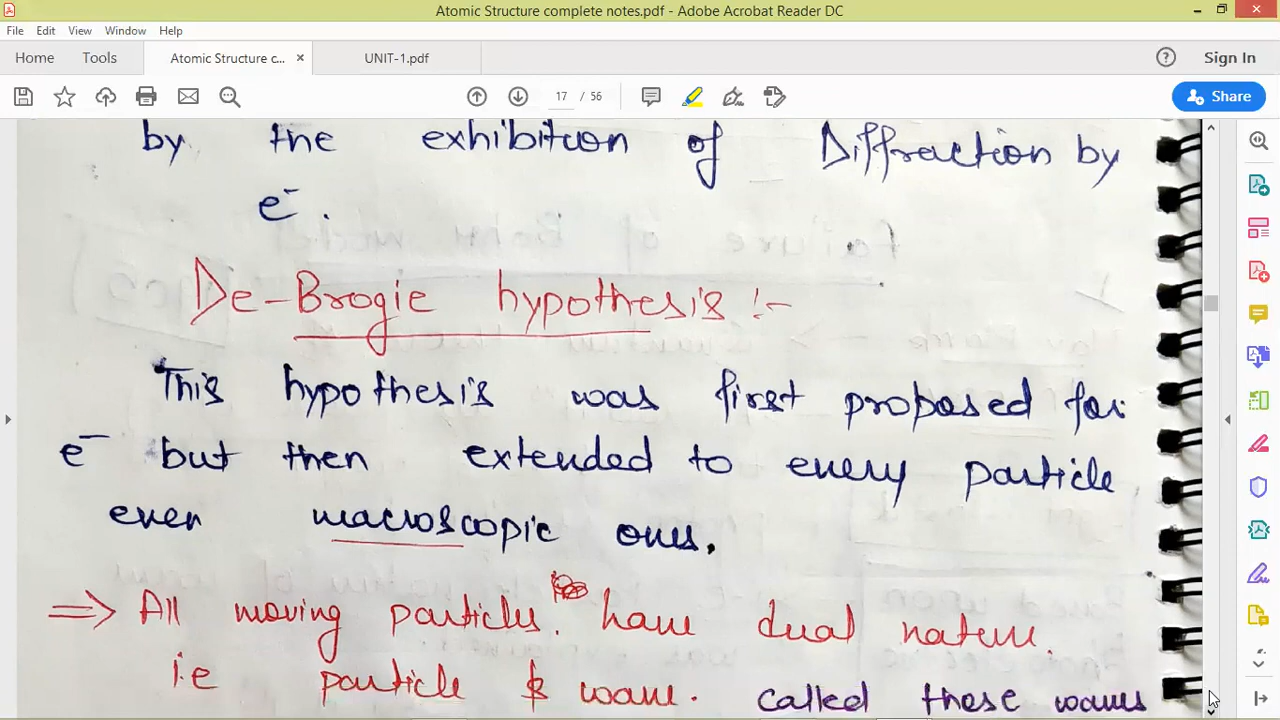 Atomic Structure complete notes.pdf - Adobe Acrobat Reader DC
File Edit View Window Help
Home Tools Atomic Structure c... × UNIT-1.pdf Sign In
17 / 56 Share
by the exhibition of Diffraction by
e⁻.
De-Brogie hypothesis :-
This hypothesis was first proposed for
e⁻ but then extended to every particle
even macroscopic ones.
⇒ All moving particles. have dual nature.
i.e particle & wave. called these waves